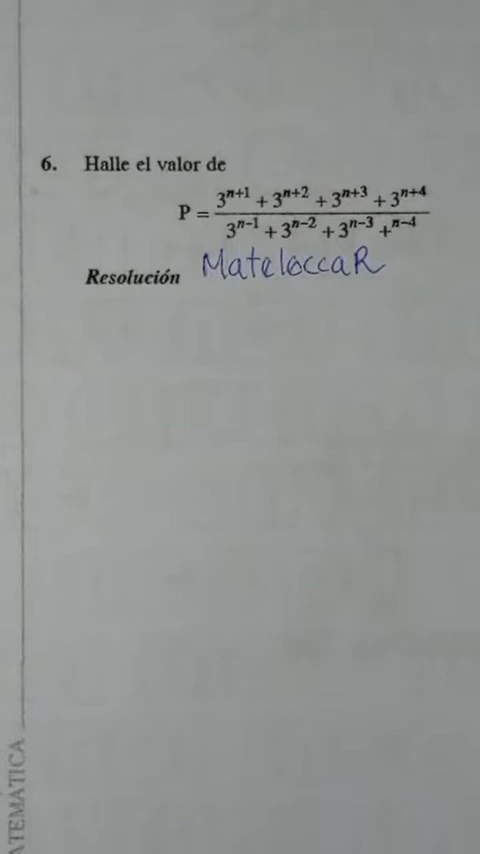 6. Halle el valor de
P = \frac{3^{n+1} + 3^{n+2} + 3^{n+3} + 3^{n+4}}{3^{n-1} + 3^{n-2} + 3^{n-3} +^{n-4}}
Resolución MateloccaR
ATEMÁTICA